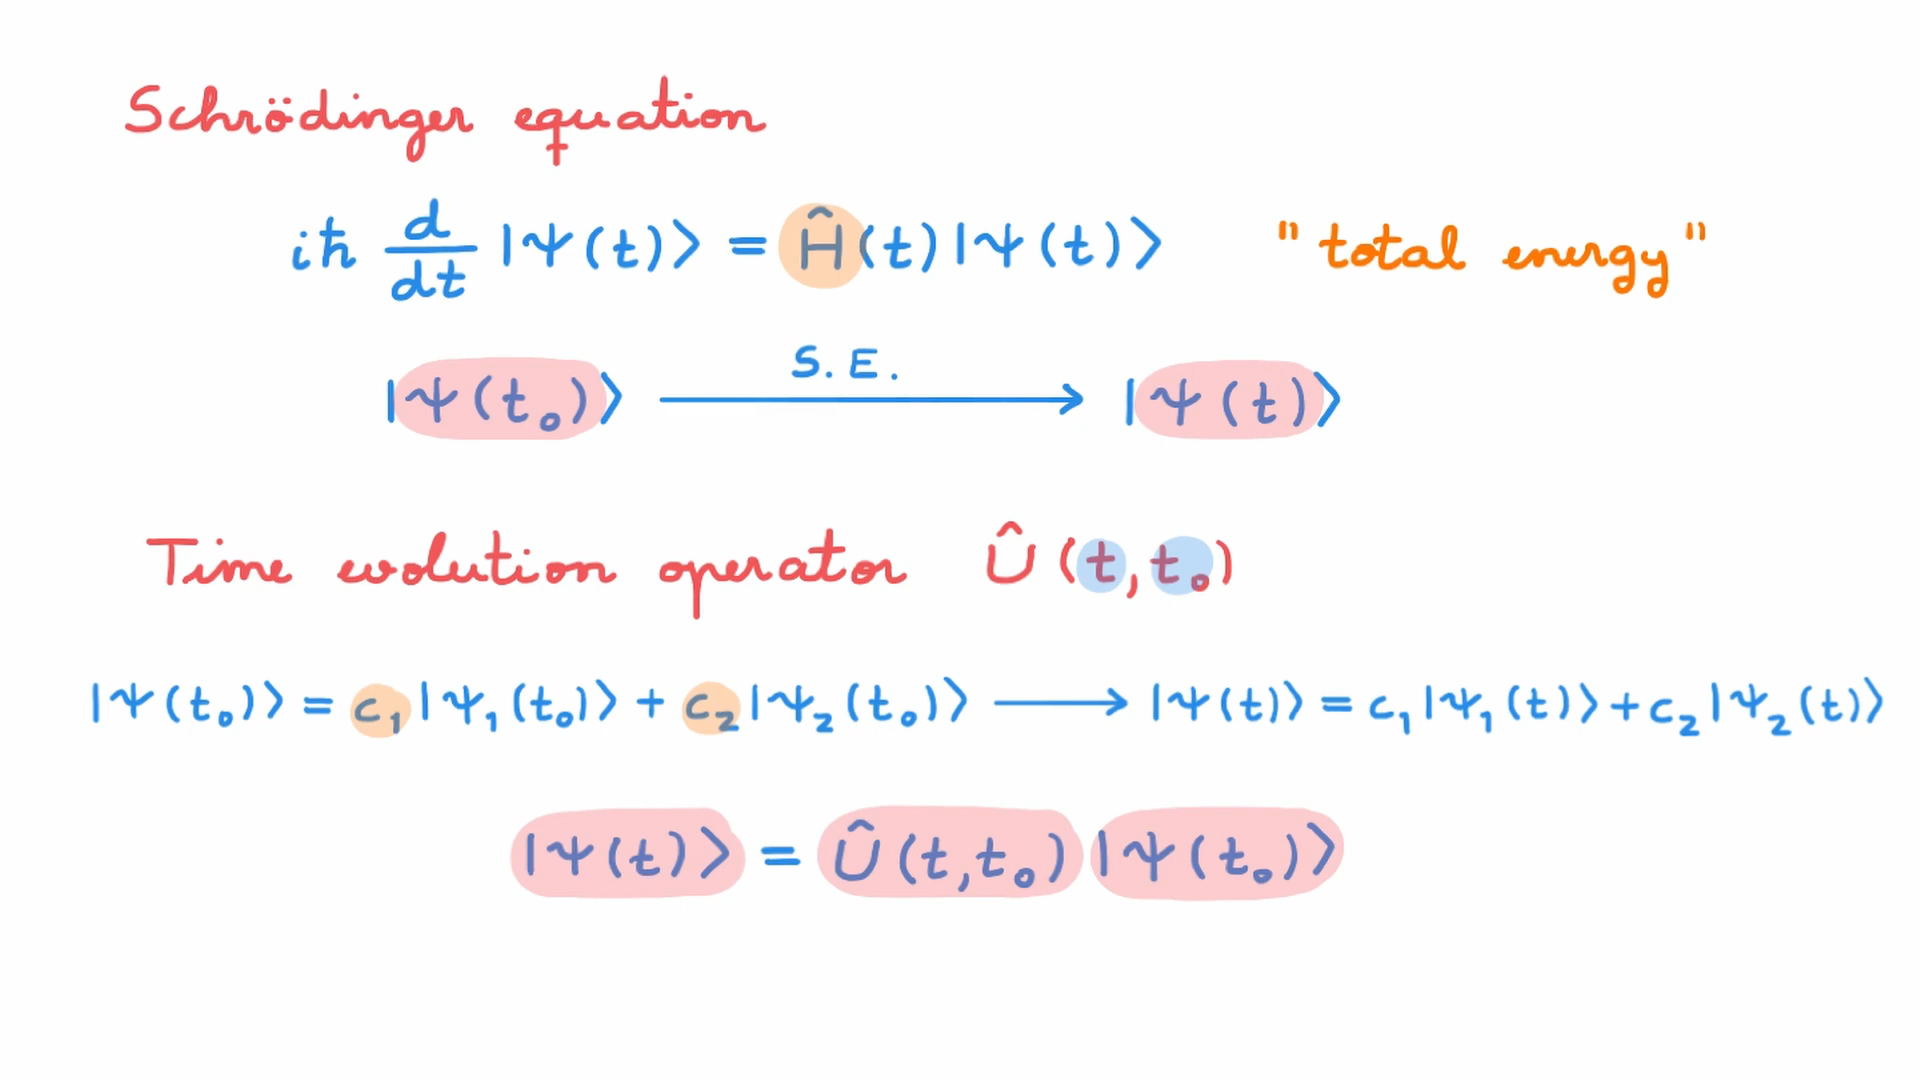 Schrödinger equation
iħ d/dt |Ψ(t)⟩ = Ĥ(t)|Ψ(t)⟩ "total energy"
S.E.
|Ψ(t₀)⟩ ⟶ |Ψ(t)⟩
Time evolution operator Û(t,t₀)
|Ψ(t₀)⟩ = c₁|Ψ₁(t₀)⟩ + c₂|Ψ₂(t₀)⟩ ⟶ |Ψ(t)⟩ = c₁|Ψ₁(t)⟩ + c₂|Ψ₂(t)⟩
|Ψ(t)⟩ = Û(t,t₀)|Ψ(t₀)⟩